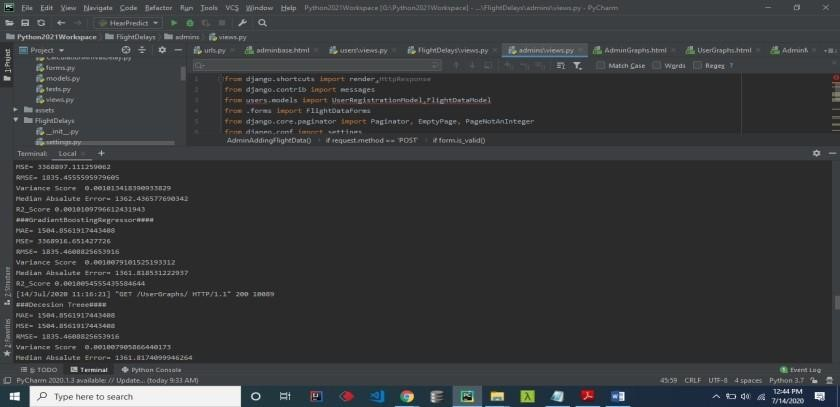 File Edit View Navigate Code Refactor Run Tools VCS Window Help Python2021Workspace [G:\Python2021Workspace] - ...\FlightDelays\admins\views.py - PyCharm
HearPredict
Python2021Workspace FlightDelays admins views.py
Project
urls.py adminbase.html users\views.py FlightDelays\views.py admins\views.py AdminGraphs.html UserGraphs.html
forms.py
models.py
tests.py
views.py
assets
FlightDelays
__init__.py
settings.py
Match Case Words Regex ?
1 from django.shortcuts import render,HttpResponse
2 from django.contrib import messages
3 from users.models import UserRegistrationModel,FlightDataModel
4 from .forms import FlightDataForms
5 from django.core.paginator import Paginator, EmptyPage, PageNotAnInteger
6 from django.conf import settings
AdminAddingFlightData() if request.method == 'POST' if form.is_valid()
1: Project
Terminal: Local +
MSE= 3368897.111259062
RMSE= 1835.4555595979605
Variance Score 0.001013418390933829
Median Absulate Error= 1362.436577690342
R2_Score 0.0010109796612431943
###GradientBoostingRegressor####
MAE= 1504.8561917443408
MSE= 3368916.651427726
RMSE= 1835.4608825653916
Variance Score 0.0010079101525193312
Median Absulate Error= 1361.818531222937
R2_Score 0.0010054555435584644
[14/Jul/2020 11:16:21] "GET /UserGraphs/ HTTP/1.1" 200 10089
###Decesion Treee####
MAE= 1504.8561917443408
MSE= 1504.8561917443408
RMSE= 1835.4608825653916
Variance Score 0.001007905866440173
Median Absulate Error= 1361.8174099946264
Z: Structure
2: Favorites
6: TODO Terminal Python Console Event Log
PyCharm 2020.1.3 available: // Update... (today 9:33 AM) 45:59 CRLF UTF-8 4 spaces Python 3.7
Type here to search
12:44 PM
7/14/2020